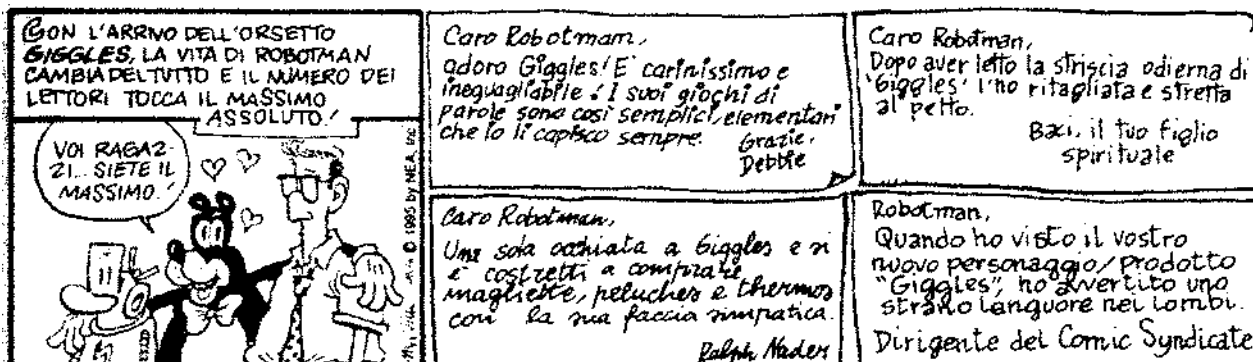 CON L'ARRIVO DELL'ORSETTO
GIGGLES, LA VITA DI ROBOTMAN
CAMBIA DEL TUTTO E IL NUMERO DEI
LETTORI TOCCA IL MASSIMO
ASSOLUTO!
VOI RAGAZ-
ZI... SIETE IL
MASSIMO!
© 1995 by NEA, Inc
Caro Robotmam,
adoro Giggles! E' carinissimo e
ineguagliabile! I suoi giochi di
parole sono così semplici, elementari
che io li capisco sempre.
Grazie,
Debbie
Caro Robotman,
Dopo aver letto la striscia odierna di
'Giggles' l'ho ritagliata e stretta
al petto.
Baci, il tuo figlio
spirituale
Caro Robotman,
Una sola occhiata a Giggles e si
è costretti a comprare
magliette, peluches e thermos
con la sua faccia simpatica.
Ralph Nader
Robotman,
Quando ho visto il vostro
nuovo personaggio/prodotto
"Giggles", ho avvertito uno
strano languore nei lombi.
Dirigente del Comic Syndicate